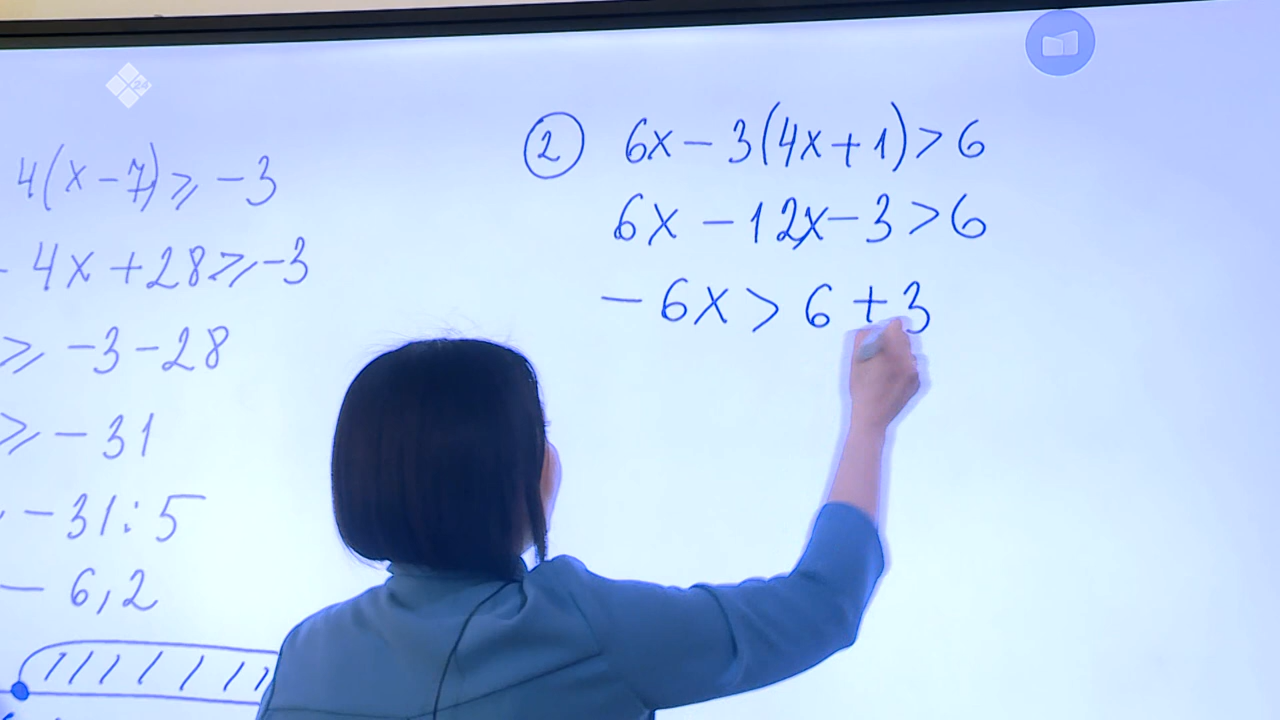 4(x-7)⩾-3
- 4x+28⩾-3
⩾-3-28
⩾-31
-31:5
-6,2
② 6x-3(4x+1)>6
6x-12x-3>6
-6x>6+3
24